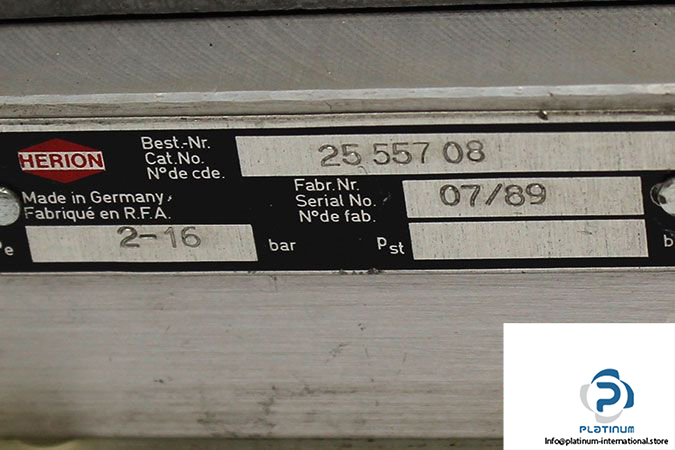 HERION
Best.-Nr.
Cat.No.
N° de cde.
25 557 08
Made in Germany
Fabriqué en R.F.A.
Fabr.Nr.
Serial No.
N° de fab.
07/89
Pe
2-16
bar
Pst
b
PLATINUM
Info@platinum-international.store